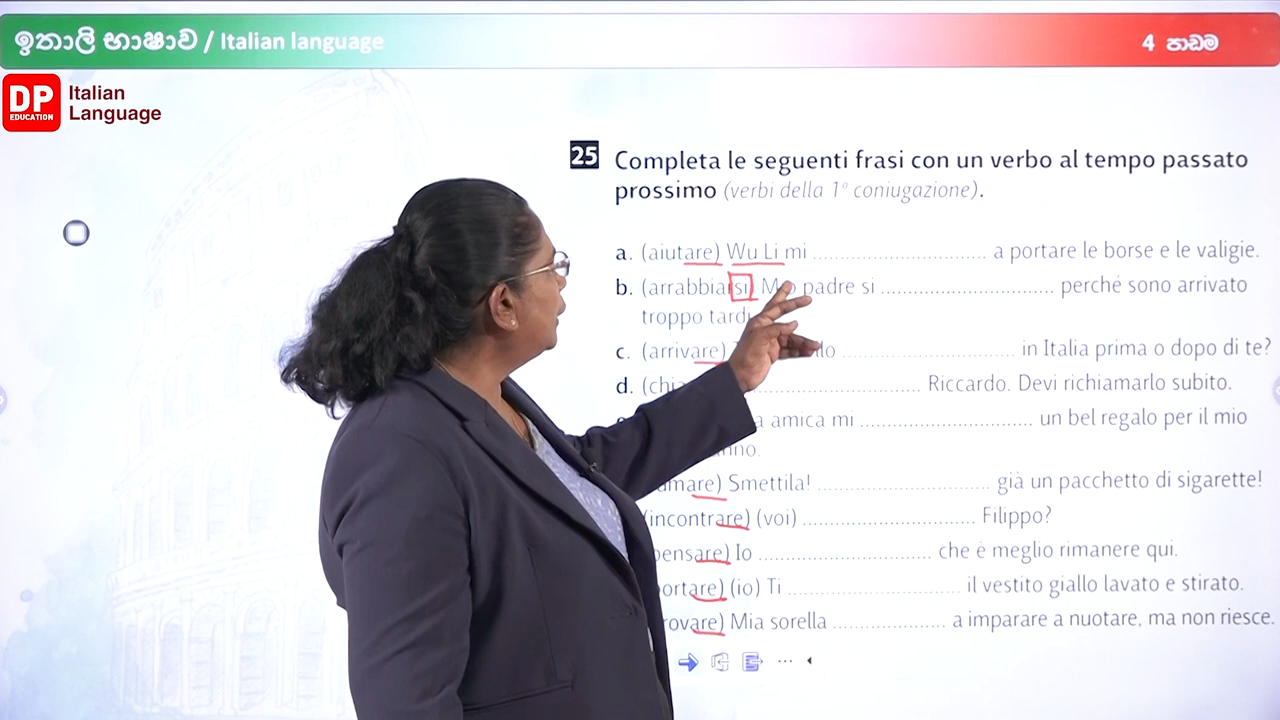 ඉතාලි භාෂාව / Italian language
4 පාඩම
DP
EDUCATION
Italian
Language
25 Completa le seguenti frasi con un verbo al tempo passato
prossimo (verbi della 1ª coniugazione).
a. (aiutare) Wu Li mi .......... a portare le borse e le valigie.
b. (arrabbiarsi) Mio padre si .......... perché sono arrivato
troppo tardi
c. (arrivare) .......... in Italia prima o dopo di te?
d. .......... Riccardo. Devi richiamarlo subito.
amica mi .......... un bel regalo per il mio
Smettila! .......... già un pacchetto di sigarette!
(incontrare) (voi) .......... Filippo?
Io .......... che è meglio rimanere qui.
(io) Ti .......... il vestito giallo lavato e stirato.
Mia sorella .......... a imparare a nuotare, ma non riesce.